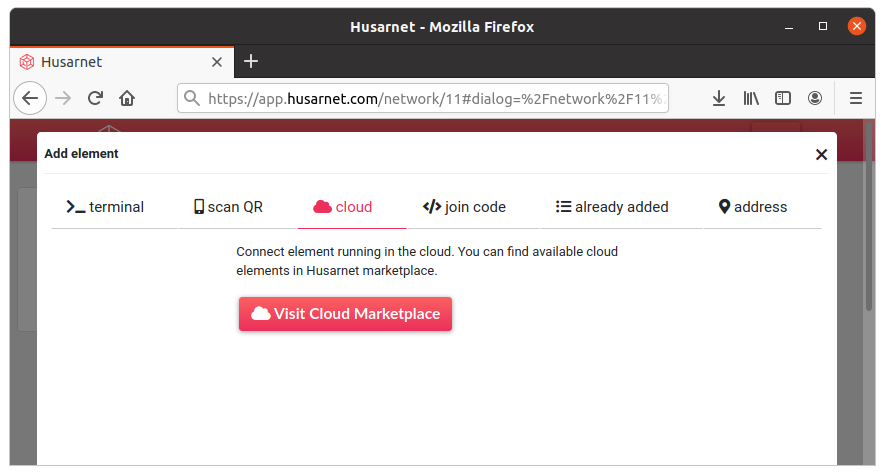 Husarnet - Mozilla Firefox
Husarnet
https://app.husarnet.com/network/11#dialog=%2Fnetwork%2F11%2
Add element
terminal scan QR cloud join code already added address
Connect element running in the cloud. You can find available cloud
elements in Husarnet marketplace.
Visit Cloud Marketplace